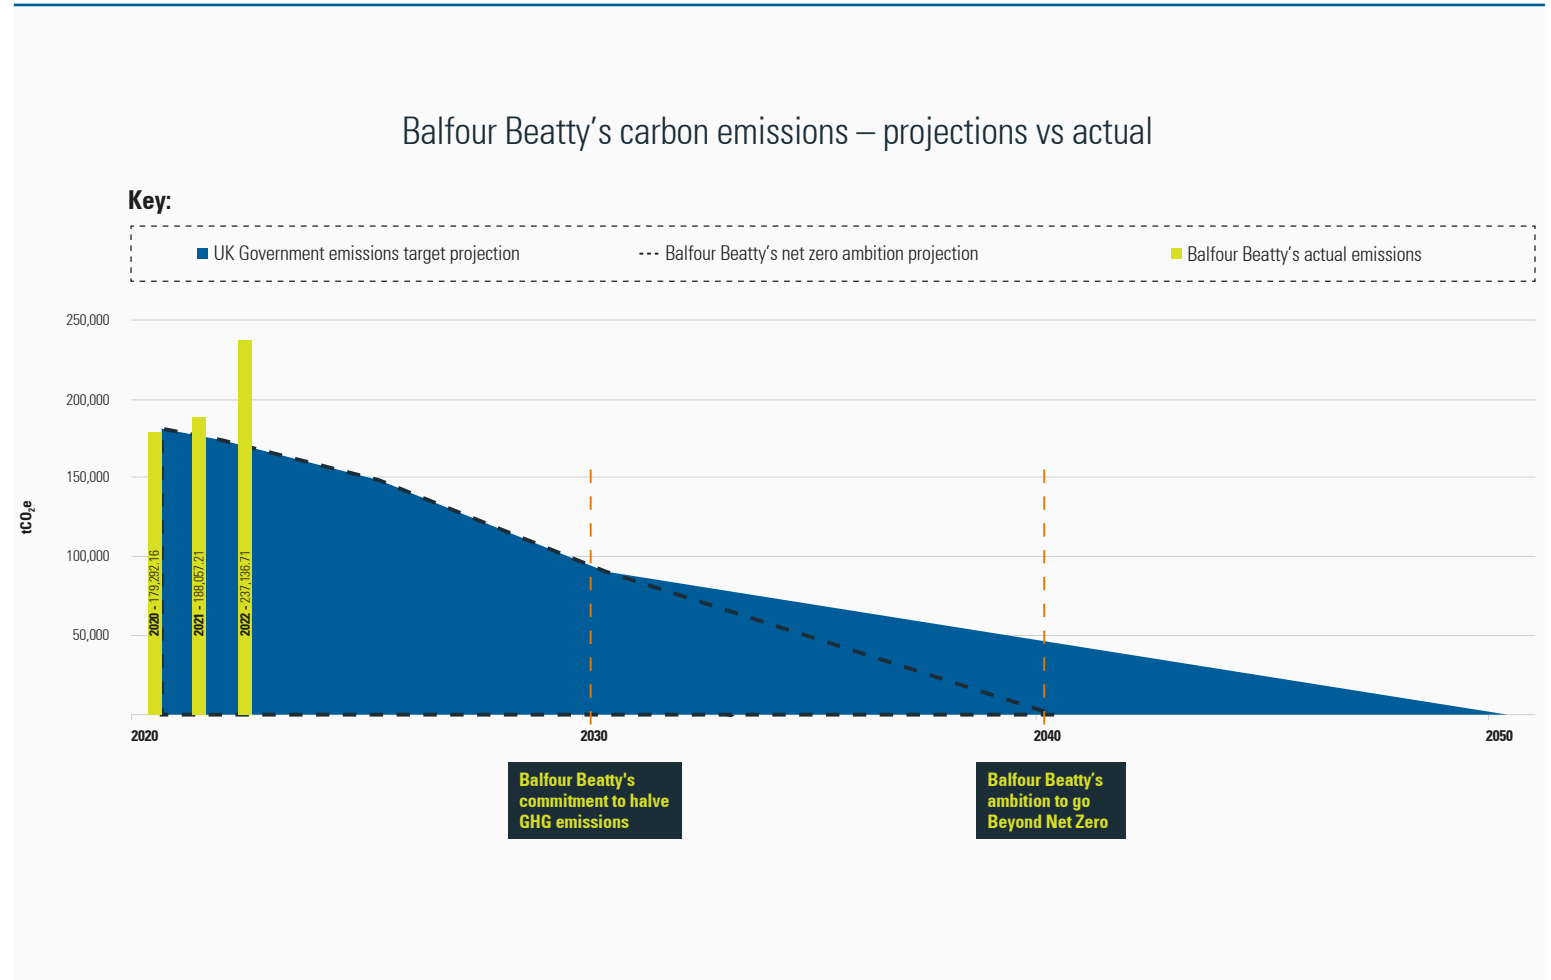 Balfour Beatty’s carbon emissions – projections vs actual
Key:
UK Government emissions target projection
Balfour Beatty’s net zero ambition projection
Balfour Beatty’s actual emissions
250,000
200,000
150,000
100,000
50,000
tCO₂e
2020 - 179,292.16
2021 - 188,057.21
2022 - 237,136.71
2020
2030
2040
2050
Balfour Beatty's
commitment to halve
GHG emissions
Balfour Beatty’s
ambition to go
Beyond Net Zero